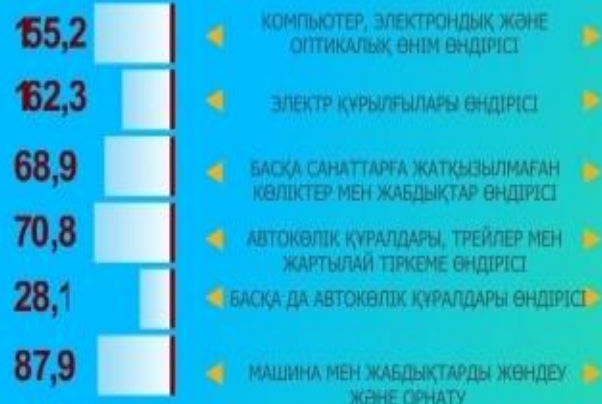 155,2
КОМПЬЮТЕР, ЭЛЕКТРОНДЫҚ ЖӘНЕ
ОПТИКАЛЫҚ ӨНІМ ӨНДІРІСІ
162,3
ЭЛЕКТР ҚҰРЫЛҒЫЛАРЫ ӨНДІРІСІ
68,9
БАСҚА САНАТТАРҒА ЖАТҚЫЗЫЛМАҒАН
КӨЛІКТЕР МЕН ЖАБДЫҚТАР ӨНДІРІСІ
70,8
АВТОКӨЛІК ҚҰРАЛДАРЫ, ТРЕЙЛЕР МЕН
ЖАРТЫЛАЙ ТІРКЕМЕ ӨНДІРІСІ
28,1
БАСҚА ДА АВТОКӨЛІК ҚҰРАЛДАРЫ ӨНДІРІСІ
87,9
МАШИНА МЕН ЖАБДЫҚТАРДЫ ЖӨНДЕУ
ЖӘНЕ ОРНАТУ